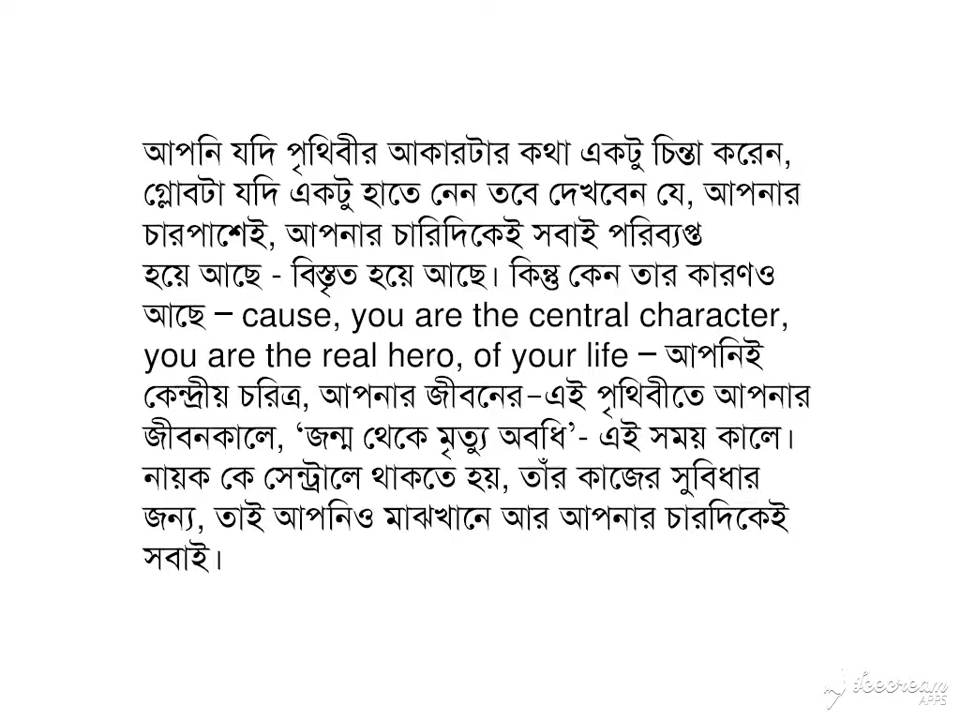 আপনি যদি পৃথিবীর আকারটার কথা একটু চিন্তা করেন,
গ্লোবটা যদি একটু হাতে নেন তবে দেখবেন যে, আপনার
চারপাশেই, আপনার চারিদিকেই সবাই পরিব্যপ্ত
হয়ে আছে - বিস্তৃত হয়ে আছে। কিন্তু কেন তার কারণও
আছে – cause, you are the central character,
you are the real hero, of your life – আপনিই
কেন্দ্রীয় চরিত্র, আপনার জীবনের-এই পৃথিবীতে আপনার
জীবনকালে, ‘জন্ম থেকে মৃত্যু অবধি’- এই সময় কালে।
নায়ক কে সেন্ট্রালে থাকতে হয়, তাঁর কাজের সুবিধার
জন্য, তাই আপনিও মাঝখানে আর আপনার চারদিকেই
সবাই।
Icecream
APPS